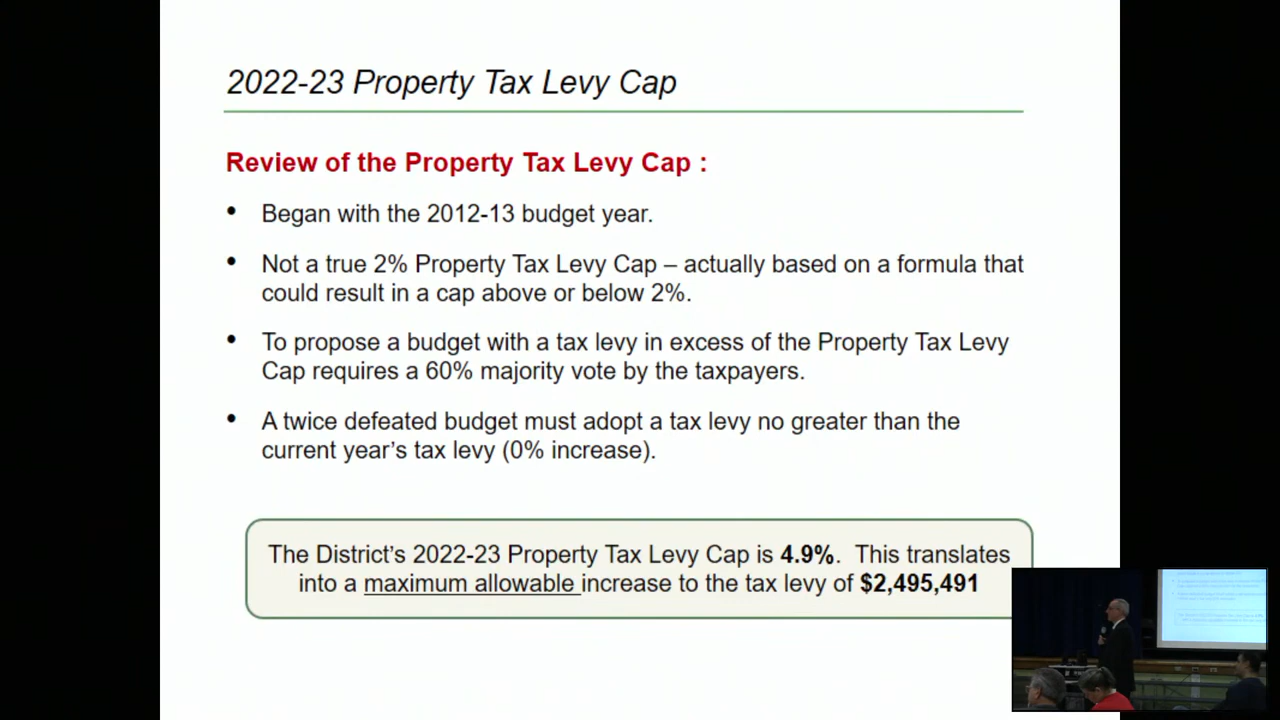 2022-23 Property Tax Levy Cap
Review of the Property Tax Levy Cap :
• Began with the 2012-13 budget year.
• Not a true 2% Property Tax Levy Cap – actually based on a formula that
could result in a cap above or below 2%.
• To propose a budget with a tax levy in excess of the Property Tax Levy
Cap requires a 60% majority vote by the taxpayers.
• A twice defeated budget must adopt a tax levy no greater than the
current year’s tax levy (0% increase).
The District’s 2022-23 Property Tax Levy Cap is 4.9%. This translates
into a maximum allowable increase to the tax levy of $2,495,491